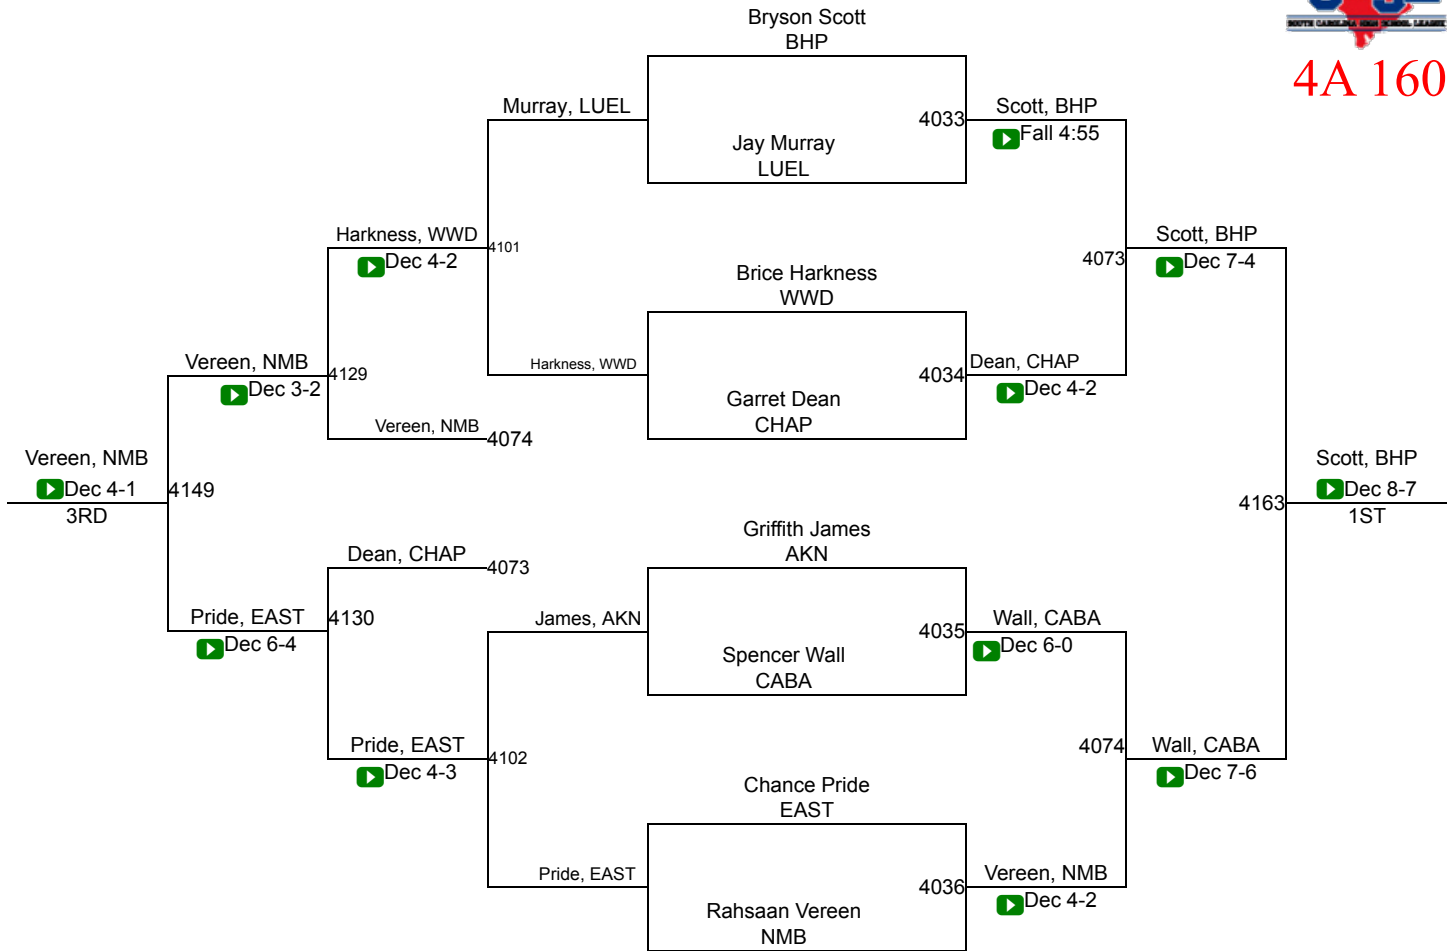 SOUTH CAROLINA HIGH SCHOOL LEAGUE
4A 160
Bryson Scott
BHP
Murray, LUEL
4033
Scott, BHP
Fall 4:55
Jay Murray
LUEL
Harkness, WWD
4101
Dec 4-2
Scott, BHP
4073
Dec 7-4
Brice Harkness
WWD
Vereen, NMB
4129
Dec 3-2
Harkness, WWD
4034
Dean, CHAP
Dec 4-2
Garret Dean
CHAP
Vereen, NMB
4074
Vereen, NMB
Dec 4-1
4149
3RD
Scott, BHP
Dec 8-7
4163
1ST
Griffith James
AKN
Dean, CHAP
4073
Pride, EAST
4130
Dec 6-4
James, AKN
4035
Wall, CABA
Dec 6-0
Spencer Wall
CABA
Pride, EAST
4102
Dec 4-3
4074
Wall, CABA
Dec 7-6
Chance Pride
EAST
Pride, EAST
4036
Vereen, NMB
Dec 4-2
Rahsaan Vereen
NMB